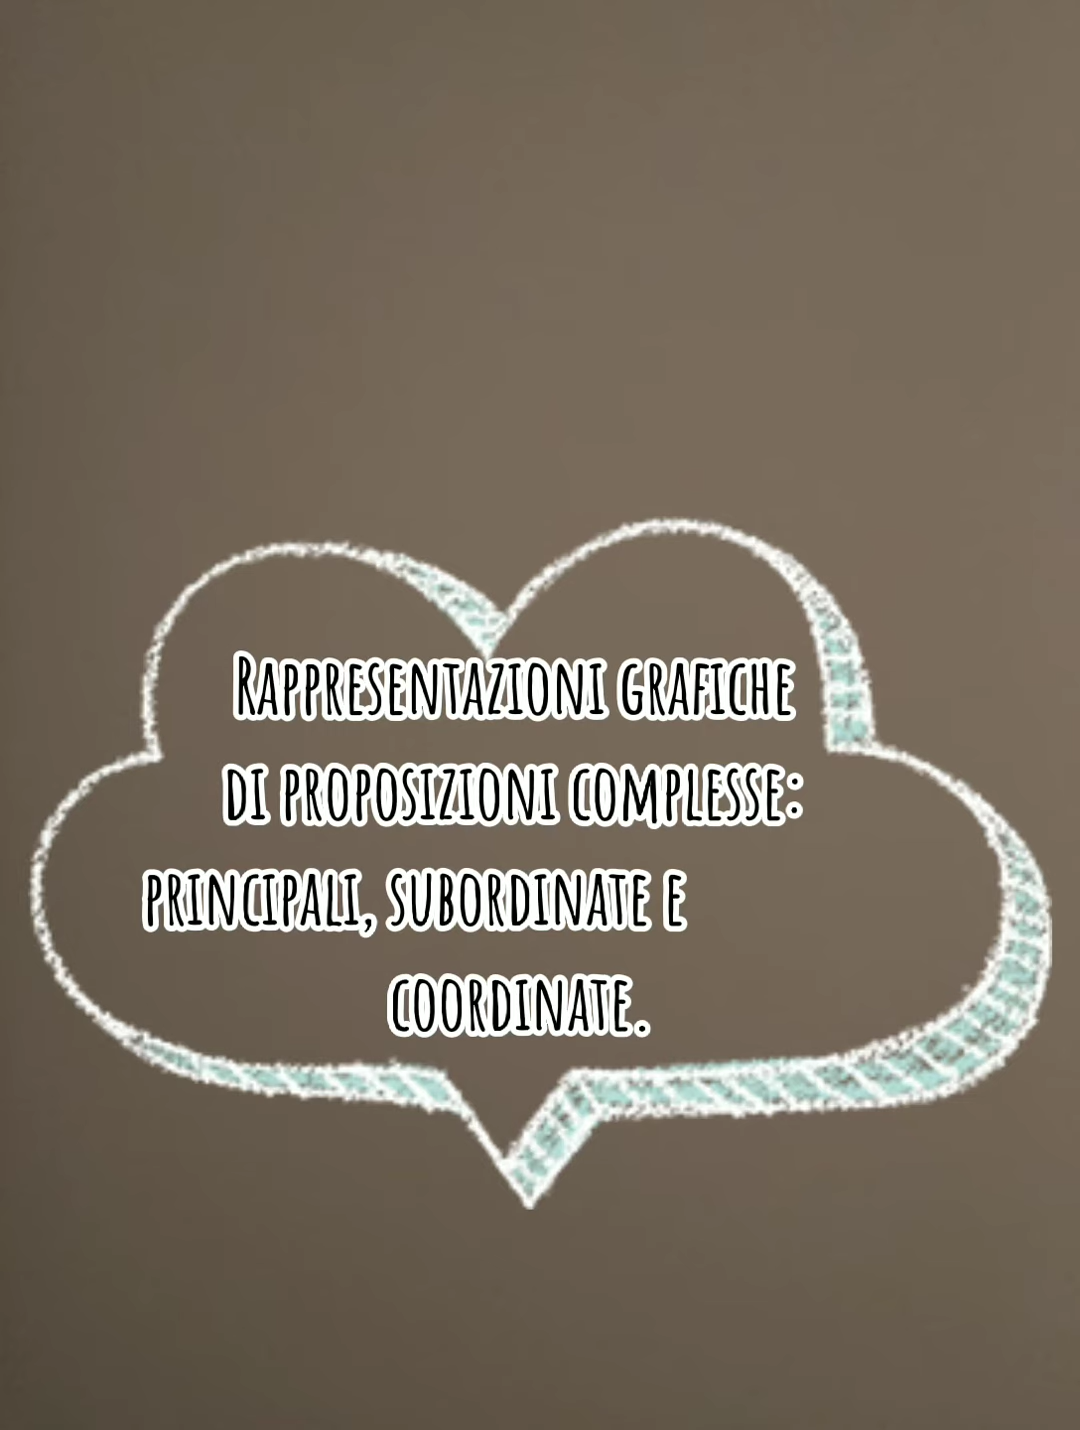 Rappresentazioni grafiche
di proposizioni complesse:
principali, subordinate e
coordinate.